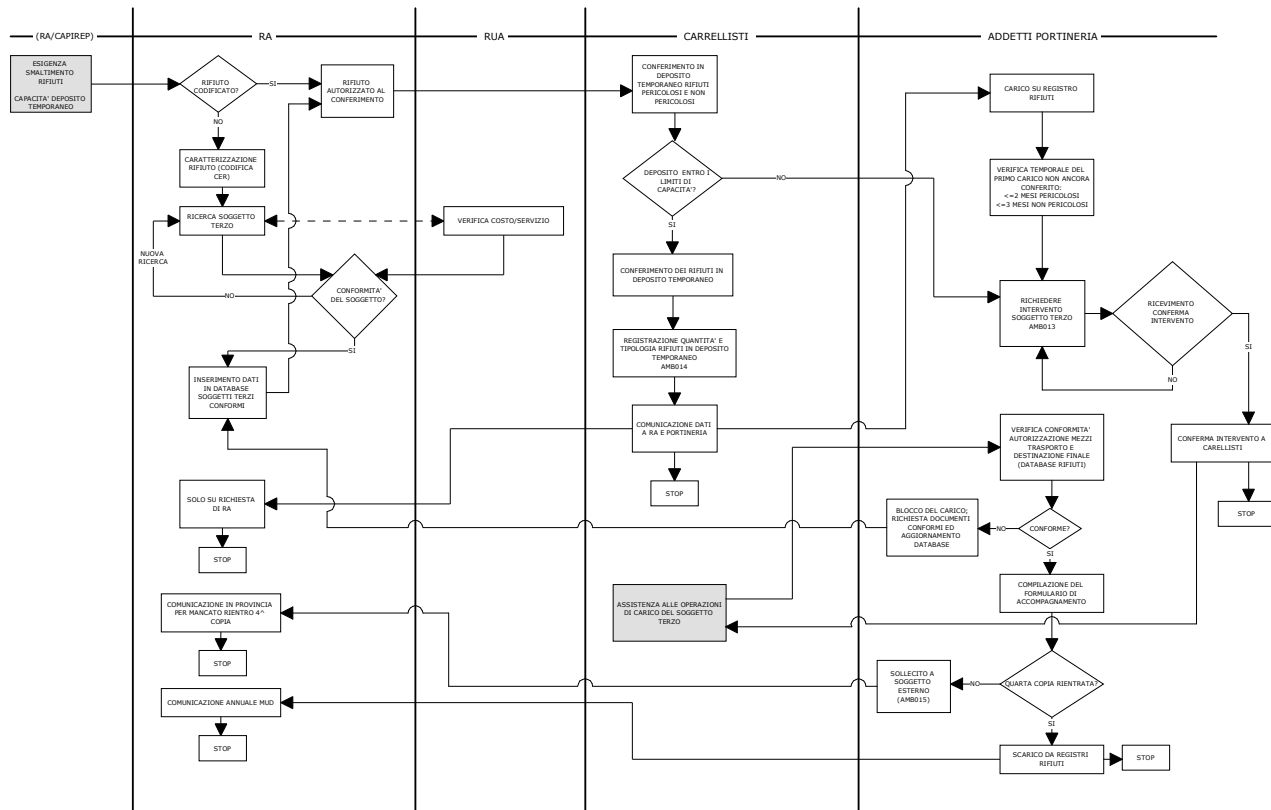 (RA/CAPIREP)
RA
RUA
CARRELLISTI
ADDETTI PORTINERIA
ESIGENZA
SMALTIMENTO
RIFIUTI
CAPACITA' DEPOSITO
TEMPORANEO
RIFIUTO
CODIFICATO?
SI
NO
RIFIUTO
AUTORIZZATO AL
CONFERIMENTO
CARATTERIZZAZIONE
RIFIUTO (CODIFICA
CER)
RICERCA SOGGETTO
TERZO
NUOVA
RICERCA
NO
CONFORMITA'
DEL SOGGETTO?
SI
INSERIMENTO DATI
IN DATABASE
SOGGETTI TERZI
CONFORMI
SOLO SU RICHIESTA
DI RA
STOP
COMUNICAZIONE IN PROVINCIA
PER MANCATO RIENTRO 4^
COPIA
STOP
COMUNICAZIONE ANNUALE MUD
STOP
VERIFICA COSTO/SERVIZIO
CONFERIMENTO IN
DEPOSITO
TEMPORANEO RIFIUTI
PERICOLOSI E NON
PERICOLOSI
DEPOSITO ENTRO I
LIMITI DI
CAPACITA'?
NO
SI
CONFERIMENTO DEI RIFIUTI IN
DEPOSITO TEMPORANEO
REGISTRAZIONE QUANTITA' E
TIPOLOGIA RIFIUTI IN DEPOSITO
TEMPORANEO
AMB014
COMUNICAZIONE DATI
A RA E PORTINERIA
STOP
ASSISTENZA ALLE OPERAZIONI
DI CARICO DEL SOGGETTO
TERZO
CARICO SU REGISTRO
RIFIUTI
VERIFICA TEMPORALE DEL
PRIMO CARICO NON ANCORA
CONFERITO:
<=2 MESI PERICOLOSI
<=3 MESI NON PERICOLOSI
RICHIEDERE
INTERVENTO
SOGGETTO TERZO
AMB013
RICEVIMENTO
CONFERMA
INTERVENTO
SI
NO
CONFERMA INTERVENTO A
CARELLISTI
STOP
VERIFICA CONFORMITA'
AUTORIZZAZIONE MEZZI
TRASPORTO E
DESTINAZIONE FINALE
(DATABASE RIFIUTI)
CONFORME?
NO
SI
BLOCCO DEL CARICO;
RICHIESTA DOCUMENTI
CONFORMI ED
AGGIORNAMENTO
DATABASE
COMPILAZIONE DEL
FORMULARIO DI
ACCOMPAGNAMENTO
QUARTA COPIA RIENTRATA?
NO
SI
SOLLECITO A
SOGGETTO
ESTERNO
(AMB015)
SCARICO DA REGISTRI
RIFIUTI
STOP